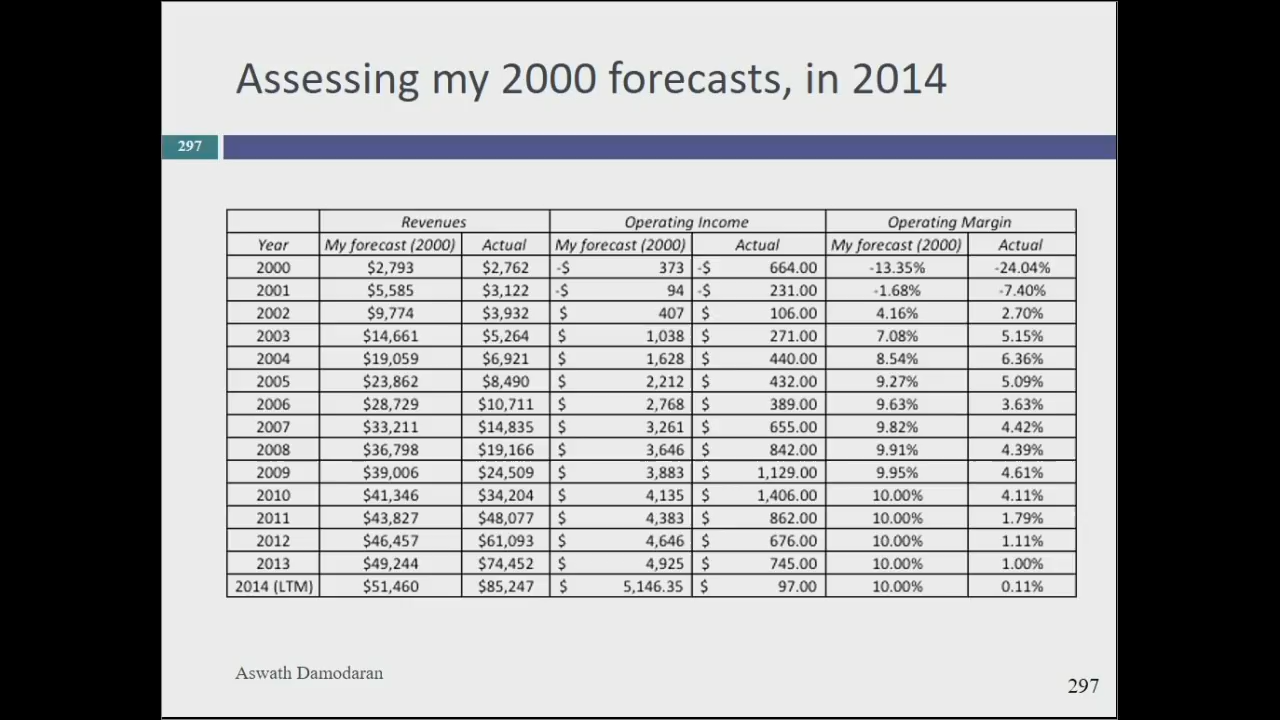 Assessing my 2000 forecasts, in 2014
297
Revenues Operating Income Operating Margin
Year My forecast (2000) Actual My forecast (2000) Actual My forecast (2000) Actual
2000 $2,793 $2,762 -$ 373 -$ 664.00 -13.35% -24.04%
2001 $5,585 $3,122 -$ 94 -$ 231.00 -1.68% -7.40%
2002 $9,774 $3,932 $ 407 $ 106.00 4.16% 2.70%
2003 $14,661 $5,264 $ 1,038 $ 271.00 7.08% 5.15%
2004 $19,059 $6,921 $ 1,628 $ 440.00 8.54% 6.36%
2005 $23,862 $8,490 $ 2,212 $ 432.00 9.27% 5.09%
2006 $28,729 $10,711 $ 2,768 $ 389.00 9.63% 3.63%
2007 $33,211 $14,835 $ 3,261 $ 655.00 9.82% 4.42%
2008 $36,798 $19,166 $ 3,646 $ 842.00 9.91% 4.39%
2009 $39,006 $24,509 $ 3,883 $ 1,129.00 9.95% 4.61%
2010 $41,346 $34,204 $ 4,135 $ 1,406.00 10.00% 4.11%
2011 $43,827 $48,077 $ 4,383 $ 862.00 10.00% 1.79%
2012 $46,457 $61,093 $ 4,646 $ 676.00 10.00% 1.11%
2013 $49,244 $74,452 $ 4,925 $ 745.00 10.00% 1.00%
2014 (LTM) $51,460 $85,247 $ 5,146.35 $ 97.00 10.00% 0.11%
Aswath Damodaran
297